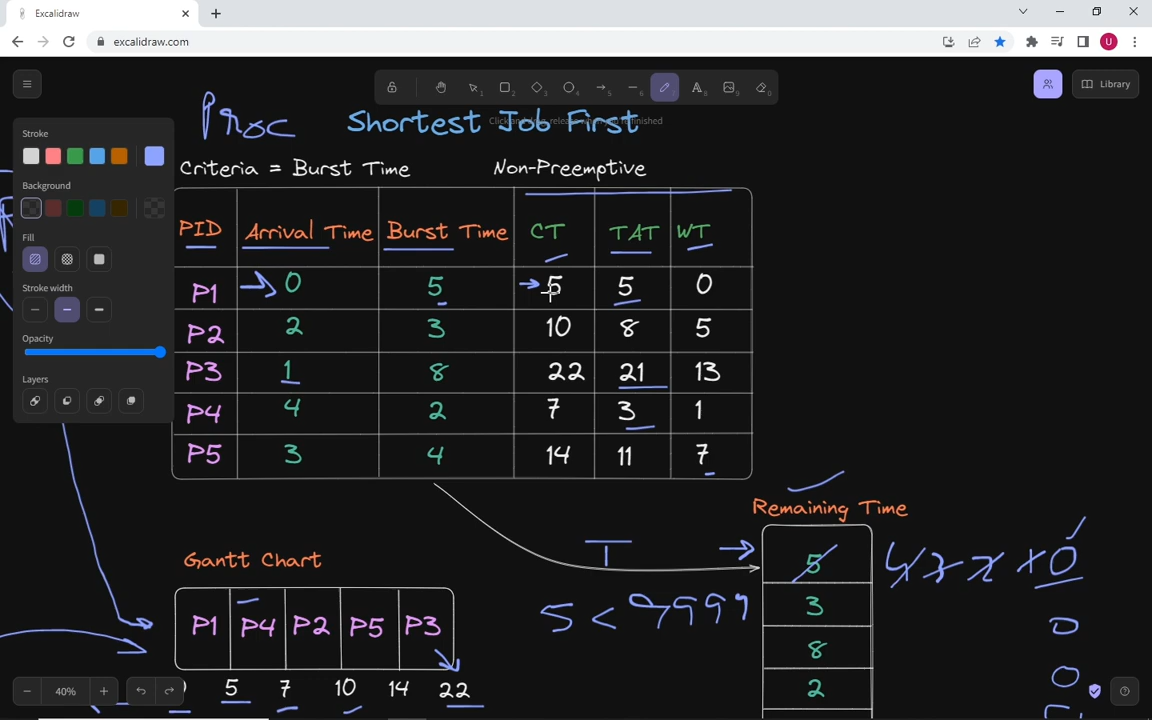 Excalidraw
excalidraw.com
U
Library
Proc
Shortest Job First
Stroke
Criteria = Burst Time
Non-Preemptive
Background
PID Arrival Time Burst Time CT TAT WT
Fill
P1 0 5 5 5 0
Stroke width
P2 2 3 10 8 5
Opacity
P3 1 8 22 21 13
Layers
P4 4 2 7 3 1
P5 3 4 14 11 7
Remaining Time
Gantt Chart
5
0
P1 P4 P2 P5 P3
5 < 9999
3
0
8
0
5 7 10 14 22
2
40%